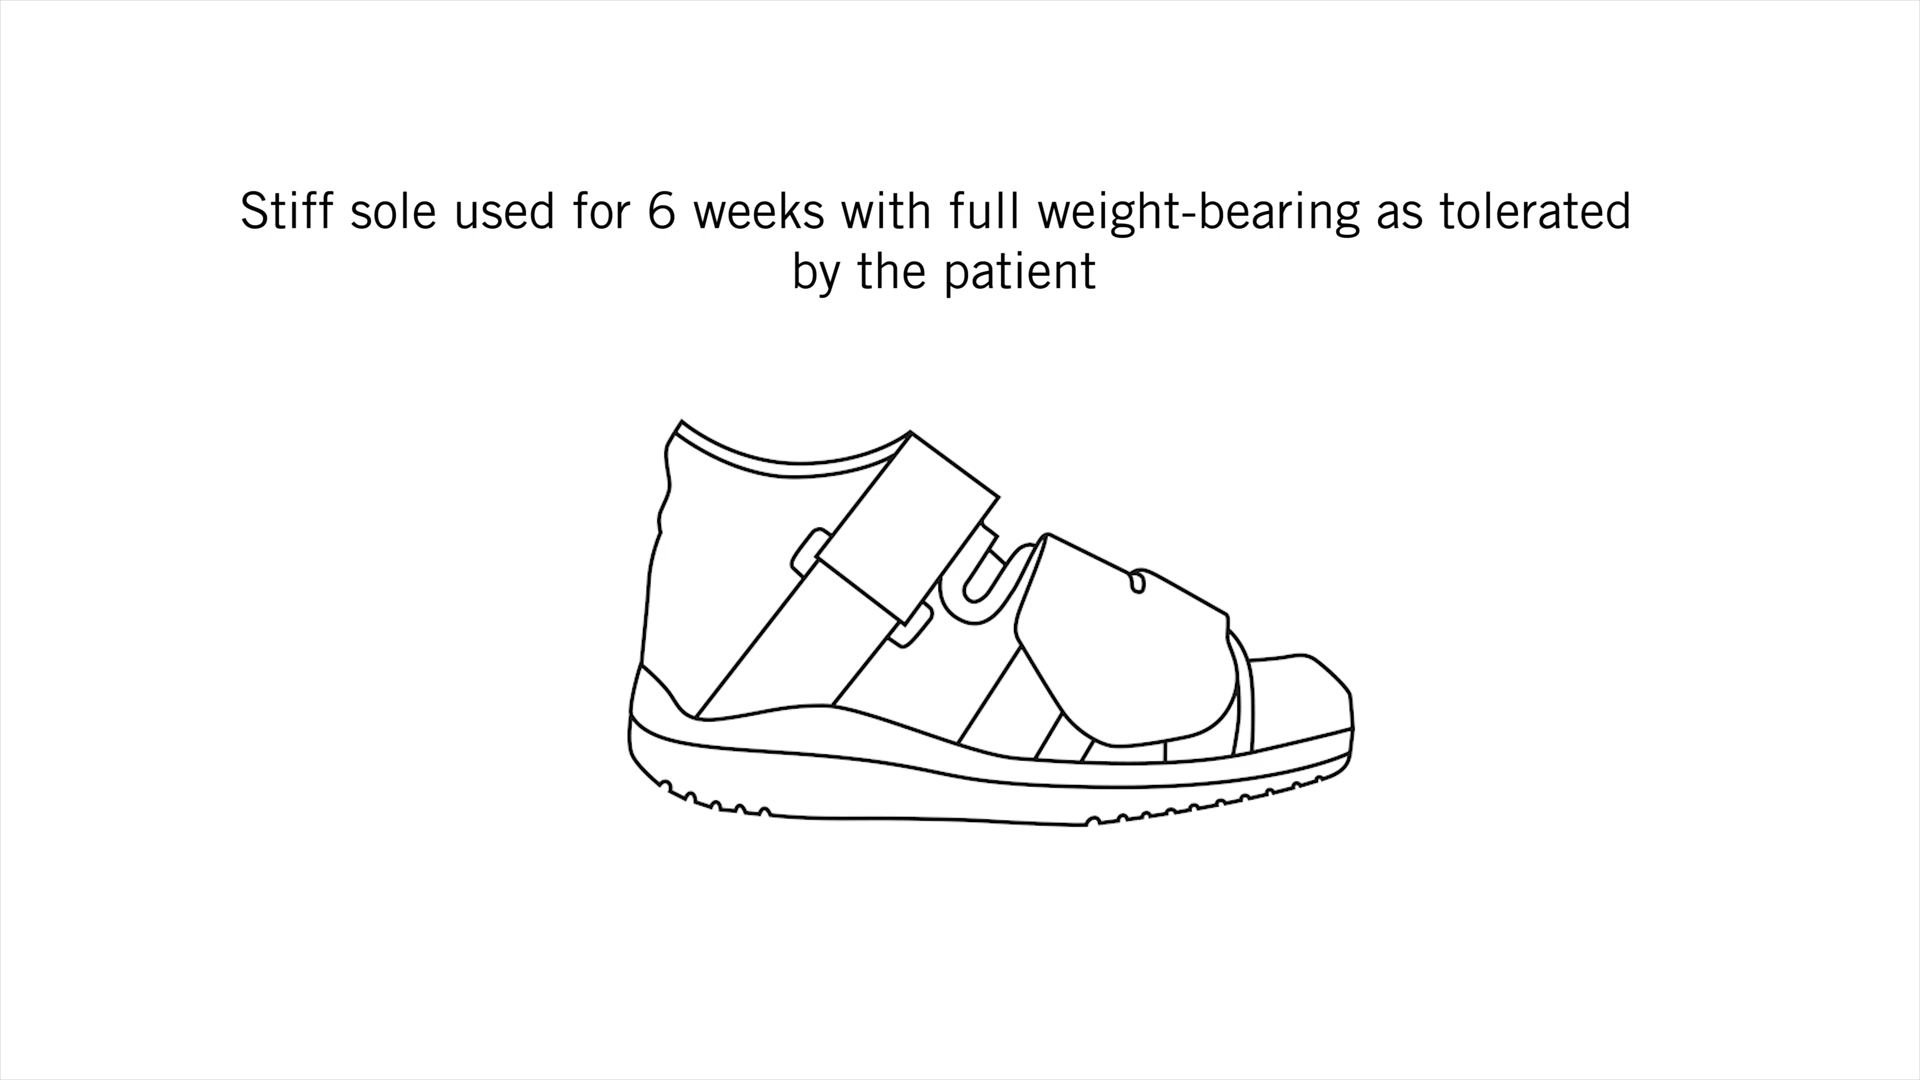 Stiff sole used for 6 weeks with full weight-bearing as tolerated
by the patient